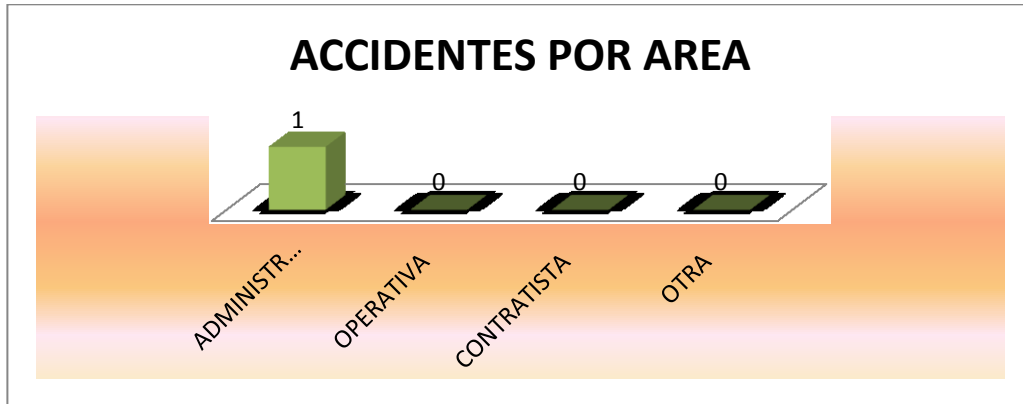 ACCIDENTES POR AREA
1
0
0
0
ADMINISTR...
OPERATIVA
CONTRATISTA
OTRA